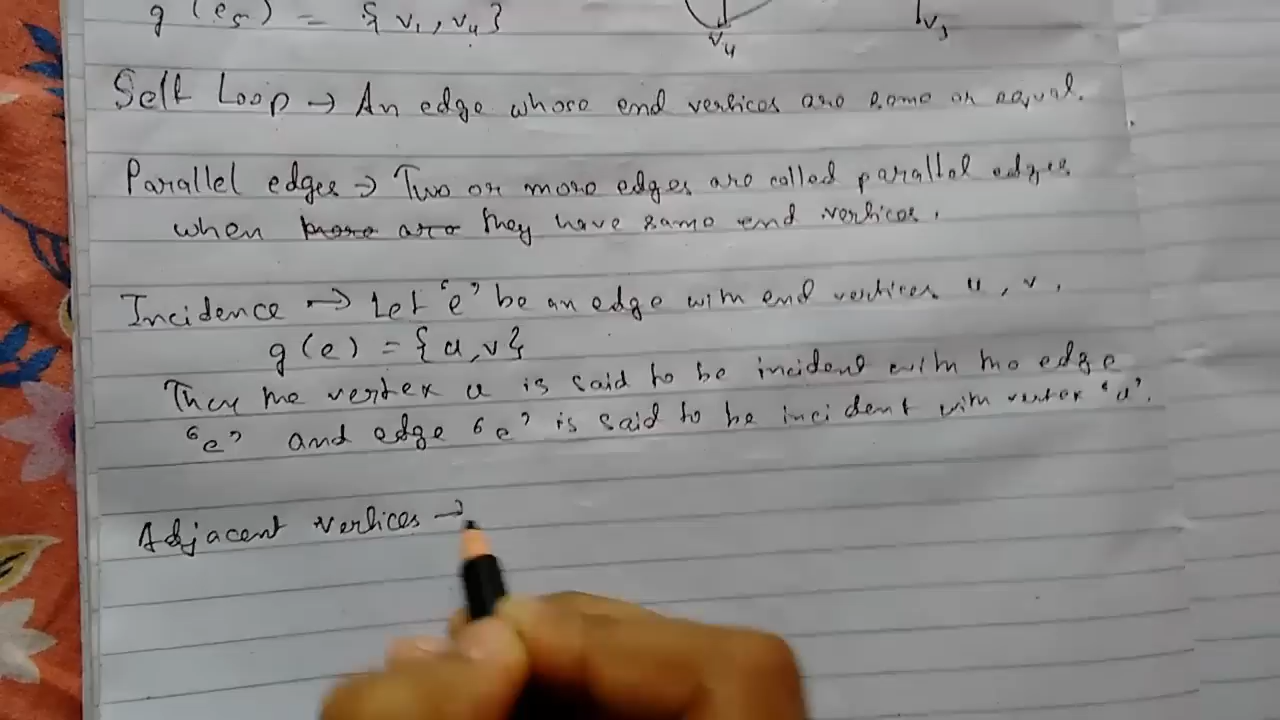 g (e5) = { v1, v4 }
v4
v3
Self Loop → An edge whose end vertices are same or equal.
Parallel edges → Two or more edges are called parallel edges
when more are they have same end vertices.
Incidence → Let 'e' be an edge with end vertices u, v.
g (e) = { u, v }
Then the vertex u is said to be incident with the edge
'e' and edge 'e' is said to be incident with vertex 'u'.
Adjacent vertices →